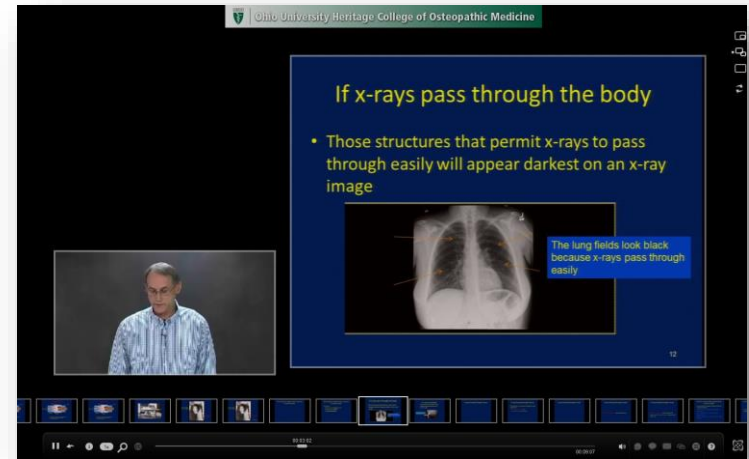 Ohio University Heritage College of Osteopathic Medicine
If x-rays pass through the body
• Those structures that permit x-rays to pass
through easily will appear darkest on an x-ray
image
The lung fields look black
because x-rays pass through
easily
12